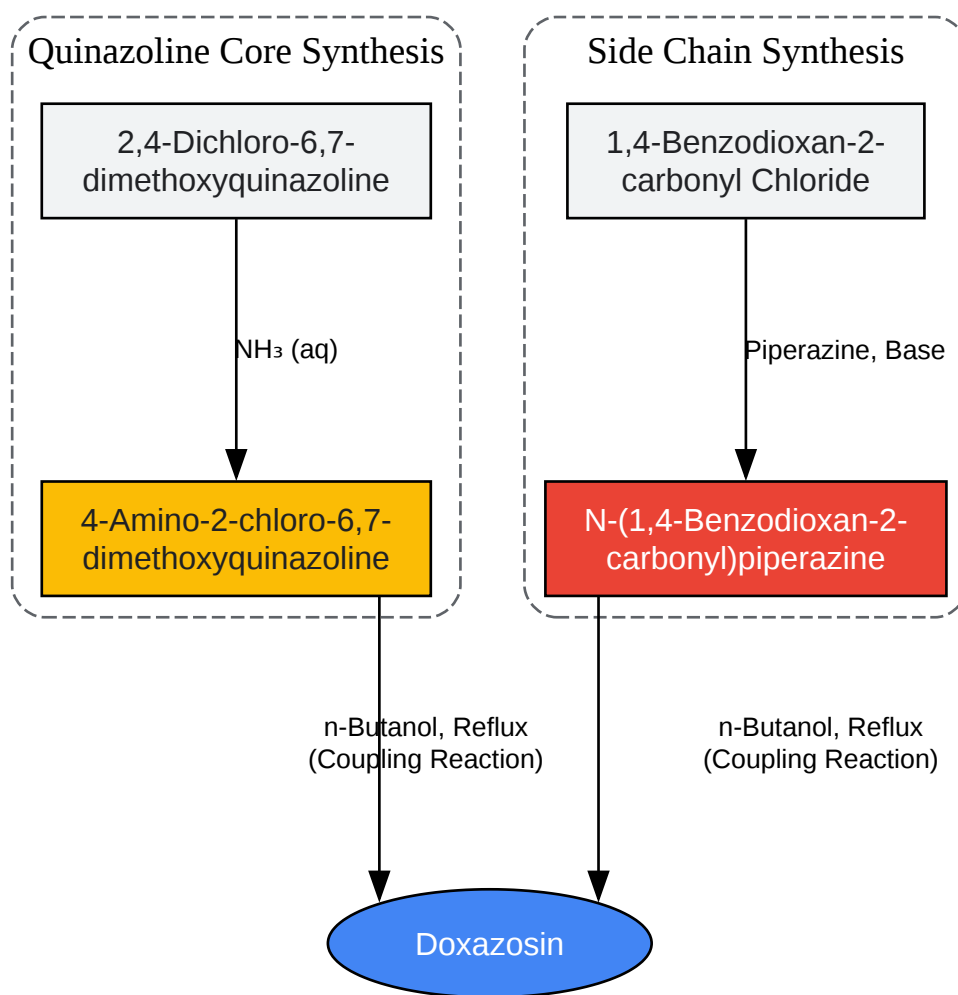 Quinazoline Core Synthesis
2,4-Dichloro-6,7-
dimethoxyquinazoline
NH₃ (aq)
4-Amino-2-chloro-6,7-
dimethoxyquinazoline
Side Chain Synthesis
1,4-Benzodioxan-2-
carbonyl Chloride
Piperazine, Base
N-(1,4-Benzodioxan-2-
carbonyl)piperazine
n-Butanol, Reflux
(Coupling Reaction)
n-Butanol, Reflux
(Coupling Reaction)
Doxazosin